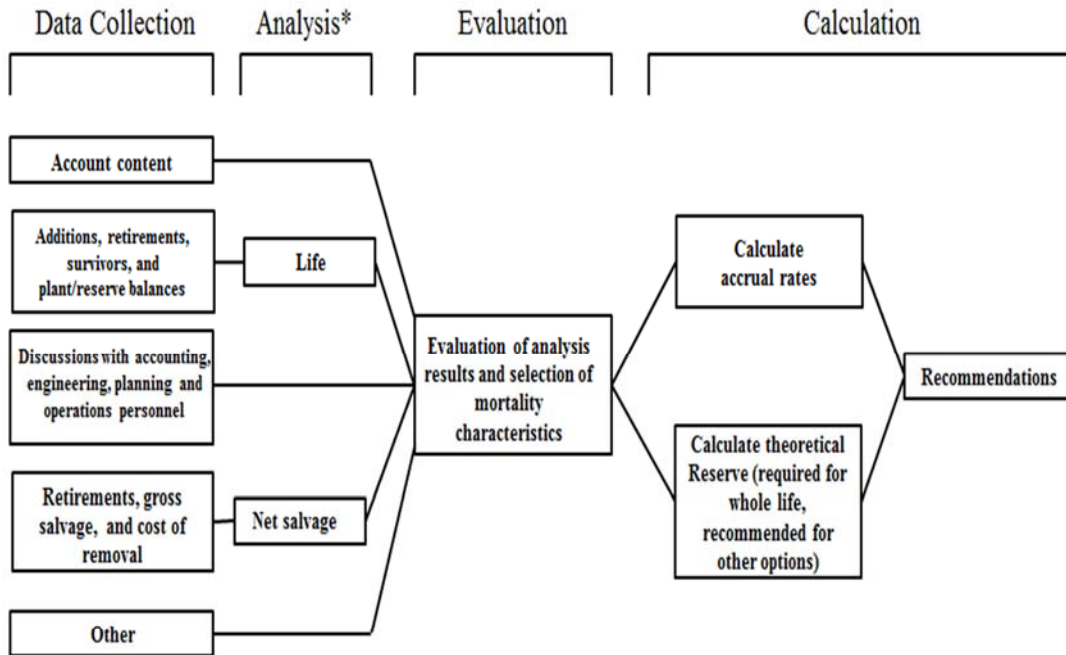 Data Collection
Analysis*
Evaluation
Calculation
Account content
Additions, retirements,
survivors, and
plant/reserve balances
Life
Discussions with accounting,
engineering, planning and
operations personnel
Retirements, gross
salvage, and cost of
removal
Net salvage
Other
Evaluation of analysis
results and selection of
mortality
characteristics
Calculate
accrual rates
Calculate theoretical
Reserve (required for
whole life,
recommended for
other options)
Recommendations